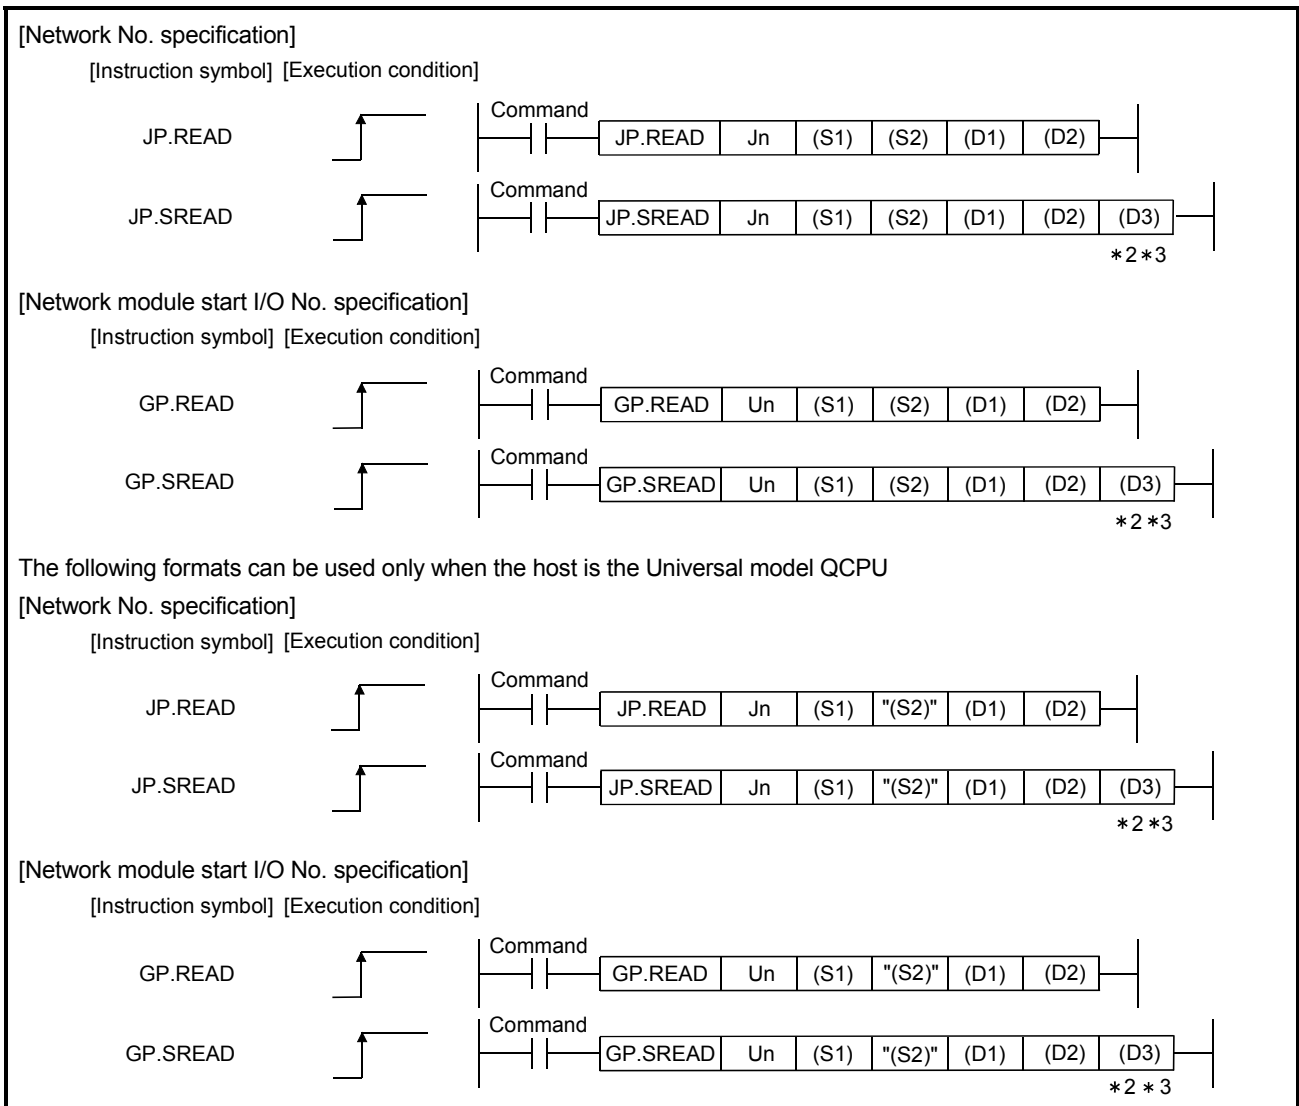 [Network No. specification]
[Instruction symbol] [Execution condition]
Command
JP.READ JP.READ Jn (S1) (S2) (D1) (D2)
Command
JP.SREAD JP.SREAD Jn (S1) (S2) (D1) (D2) (D3)
*2*3
[Network module start I/O No. specification]
[Instruction symbol] [Execution condition]
Command
GP.READ GP.READ Un (S1) (S2) (D1) (D2)
Command
GP.SREAD GP.SREAD Un (S1) (S2) (D1) (D2) (D3)
*2*3
The following formats can be used only when the host is the Universal model QCPU
[Network No. specification]
[Instruction symbol] [Execution condition]
Command
JP.READ JP.READ Jn (S1) "(S2)" (D1) (D2)
Command
JP.SREAD JP.SREAD Jn (S1) "(S2)" (D1) (D2) (D3)
*2*3
[Network module start I/O No. specification]
[Instruction symbol] [Execution condition]
Command
GP.READ GP.READ Un (S1) "(S2)" (D1) (D2)
Command
GP.SREAD GP.SREAD Un (S1) "(S2)" (D1) (D2) (D3)
*2 *3